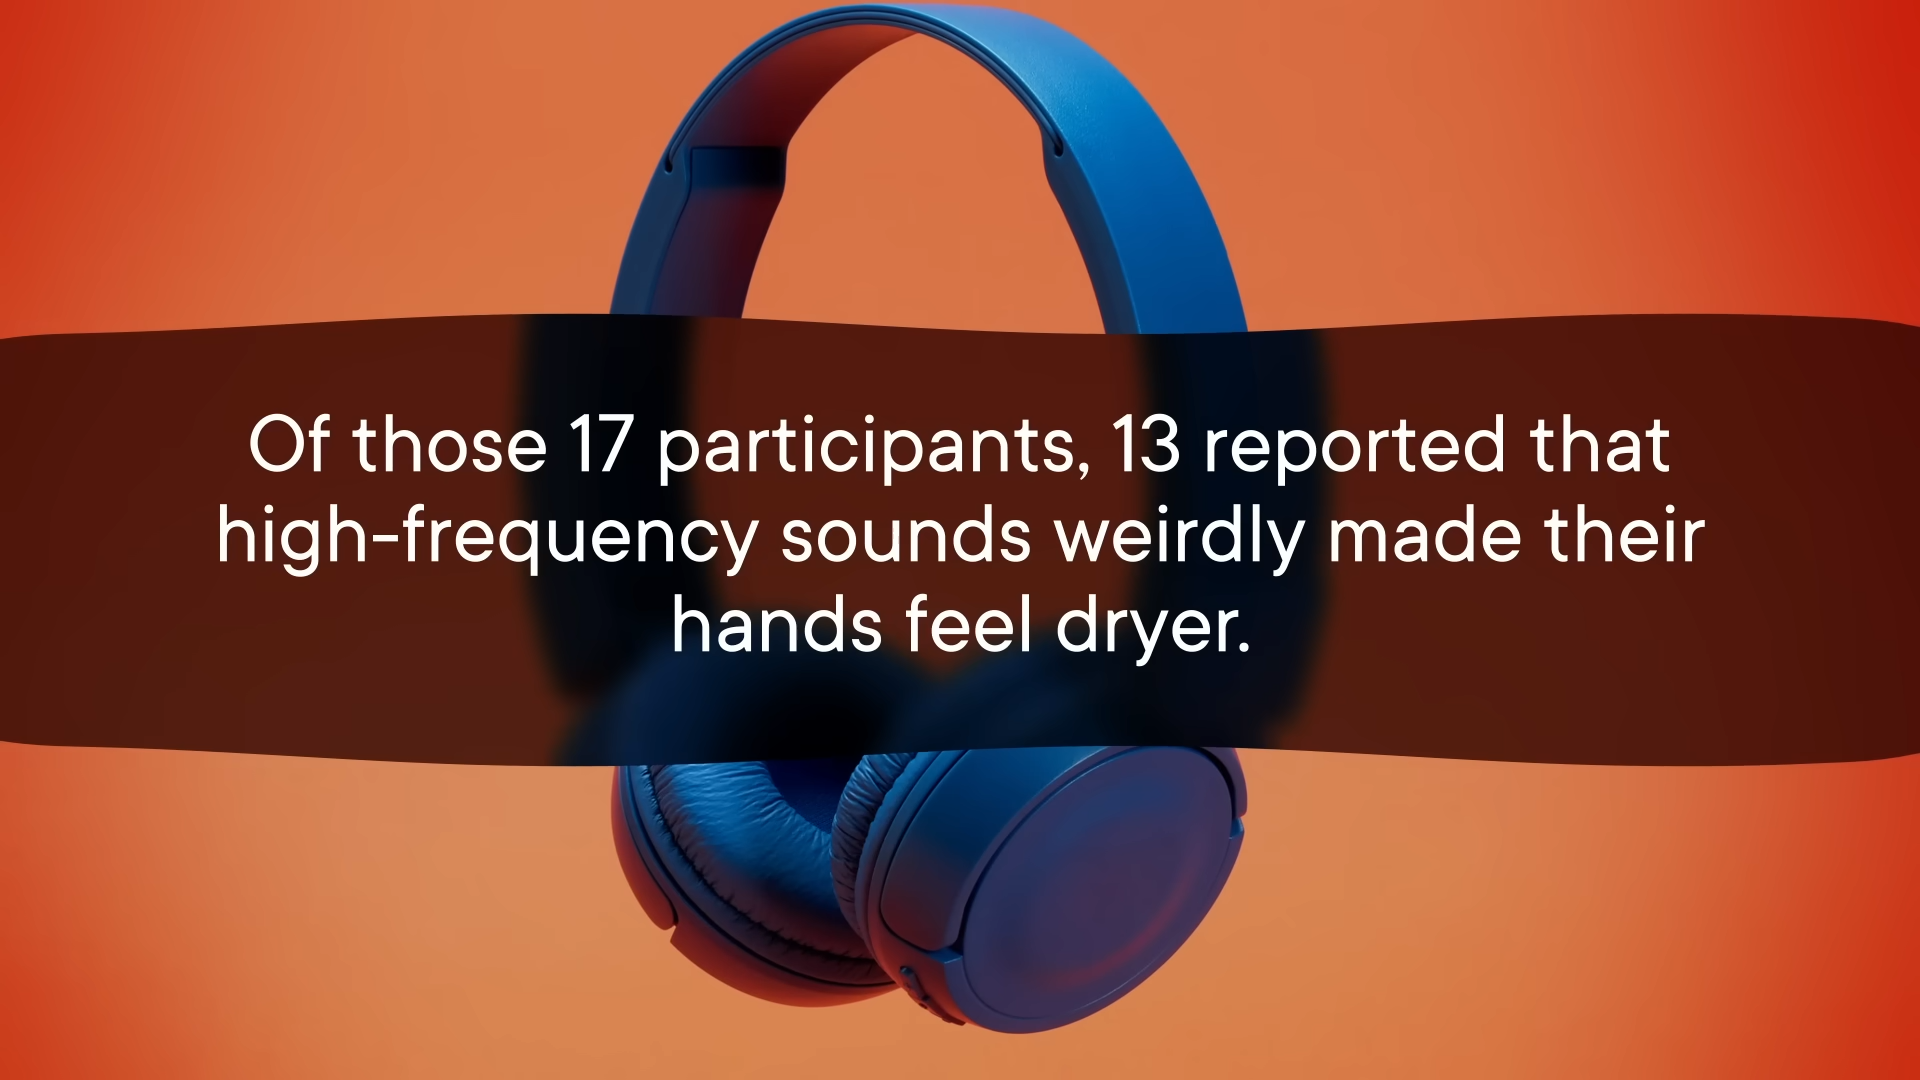 Of those 17 participants, 13 reported that
high-frequency sounds weirdly made their
hands feel dryer.